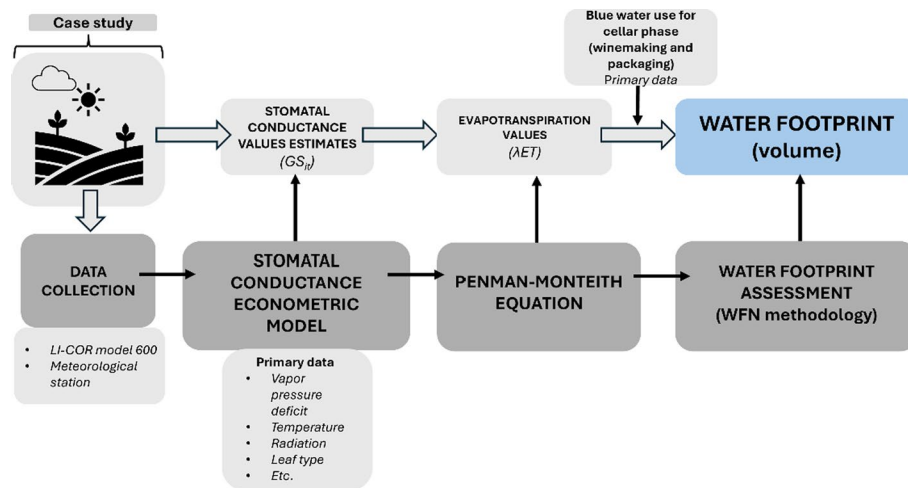 Case study
Blue water use for
cellar phase
(winemaking and
packaging)
Primary data
STOMATAL
CONDUCTANCE
VALUES ESTIMATES
(GSit)
EVAPOTRANSPIRATION
VALUES
(λET)
WATER FOOTPRINT
(volume)
DATA
COLLECTION
STOMATAL
CONDUCTANCE
ECONOMETRIC
MODEL
PENMAN-MONTEITH
EQUATION
WATER FOOTPRINT
ASSESSMENT
(WFN methodology)
• LI-COR model 600
• Meteorological
station
Primary data
• Vapor
pressure
deficit
• Temperature
• Radiation
• Leaf type
• Etc.